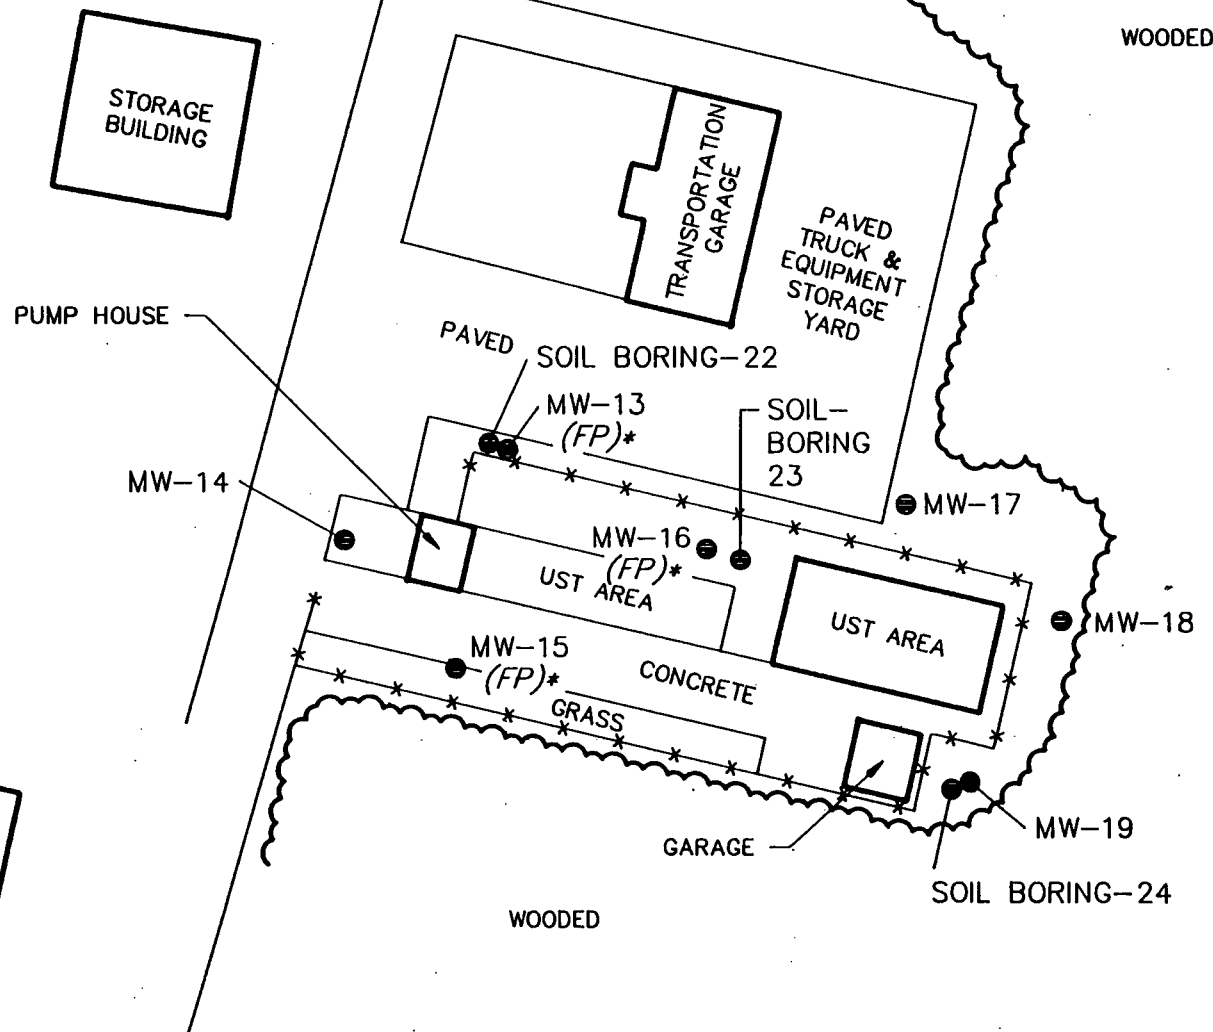 WOODED
STORAGE
BUILDING
TRANSPORTATION
GARAGE
PAVED
TRUCK &
EQUIPMENT
STORAGE
YARD
PUMP HOUSE
PAVED
SOIL BORING-22
MW-13
(FP)*
SOIL-
BORING
23
MW-14
MW-17
MW-16
(FP)*
UST AREA
UST AREA
MW-18
MW-15
(FP)*
CONCRETE
GRASS
GARAGE
MW-19
SOIL BORING-24
WOODED